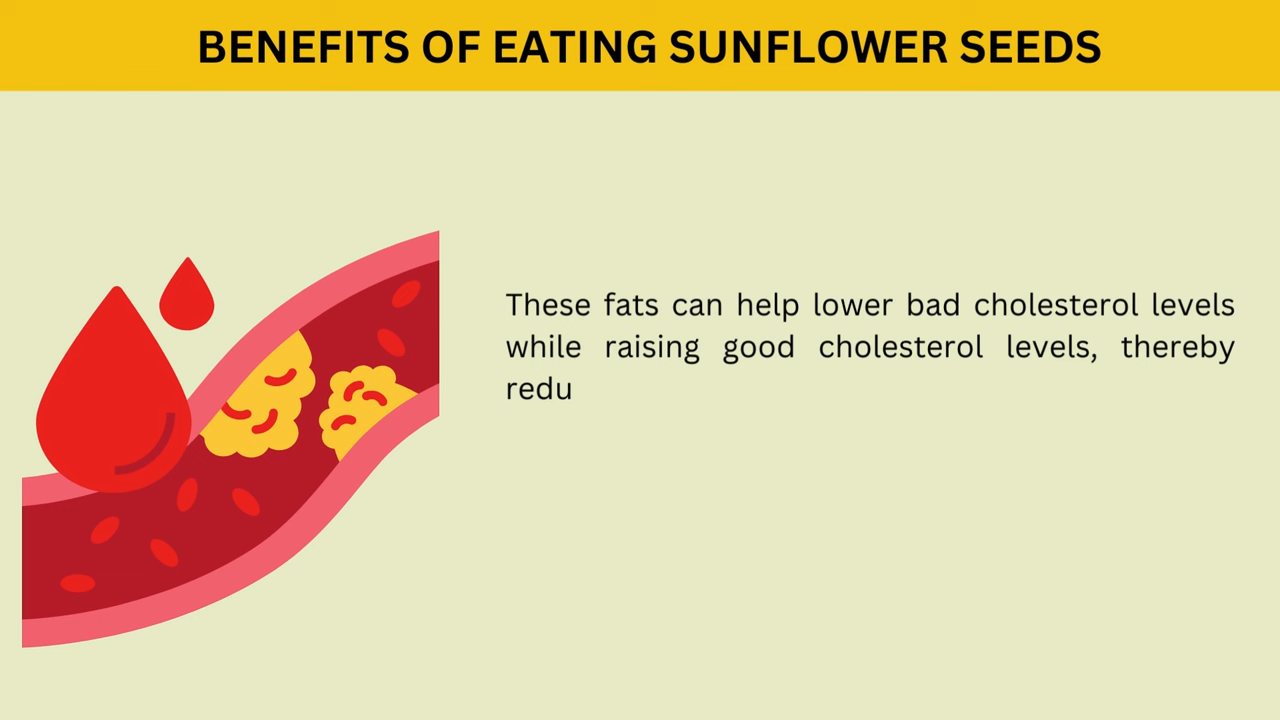 BENEFITS OF EATING SUNFLOWER SEEDS
These fats can help lower bad cholesterol levels
while raising good cholesterol levels, thereby
redu